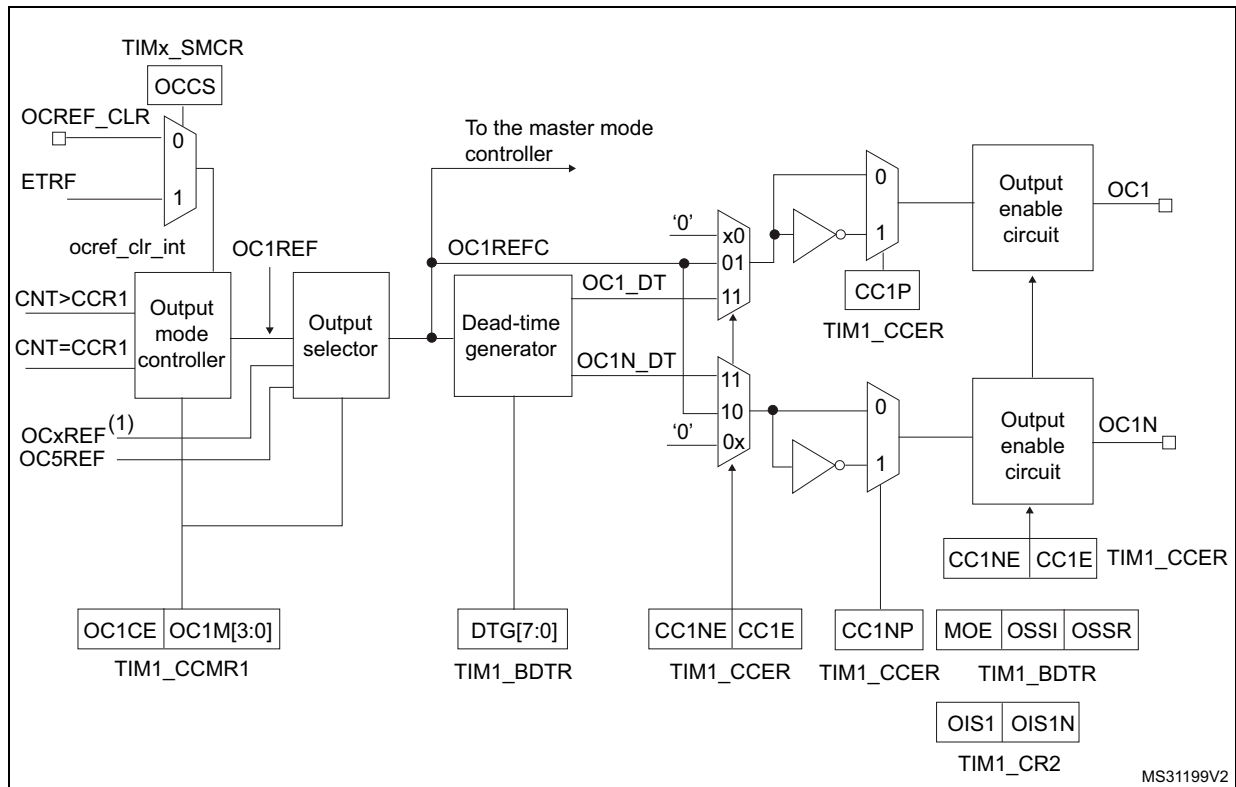 TIMx_SMCR
OCCS
OCREF_CLR
0
ETRF
1
ocref_clr_int
To the master mode
controller
OC1REF
OC1REFC
CNT>CCR1
CNT=CCR1
Output
mode
controller
Output
selector
Dead-time
generator
OC1_DT
OC1N_DT
OCxREF(1)
OC5REF
'0'
x0
01
11
11
10
'0'
0x
0
1
CC1P
TIM1_CCER
Output
enable
circuit
OC1
0
1
Output
enable
circuit
OC1N
CC1NE CC1E
TIM1_CCER
OC1CE OC1M[3:0]
TIM1_CCMR1
DTG[7:0]
TIM1_BDTR
CC1NE CC1E
TIM1_CCER
CC1NP
TIM1_CCER
MOE OSSI OSSR
TIM1_BDTR
OIS1 OIS1N
TIM1_CR2
MS31199V2